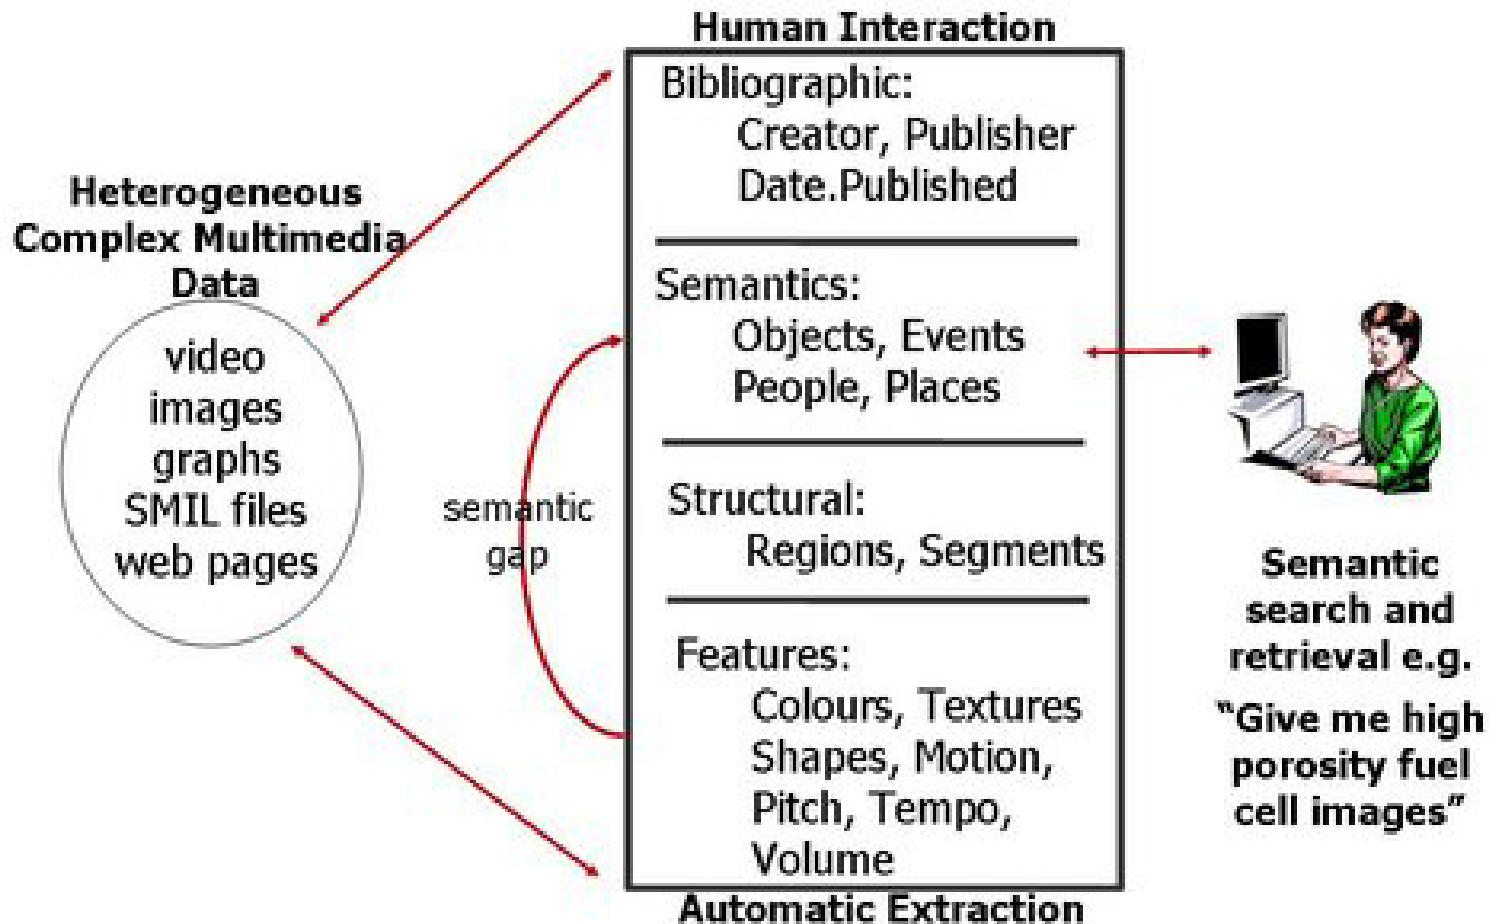 Human Interaction
Bibliographic:
Creator, Publisher
Date.Published
Heterogeneous
Complex Multimedia
Data
video
images
graphs
SMIL files
web pages
semantic
gap
Semantics:
Objects, Events
People, Places
Structural:
Regions, Segments
Features:
Colours, Textures
Shapes, Motion,
Pitch, Tempo,
Volume
Automatic Extraction
Semantic
search and
retrieval e.g.
“Give me high
porosity fuel
cell images”